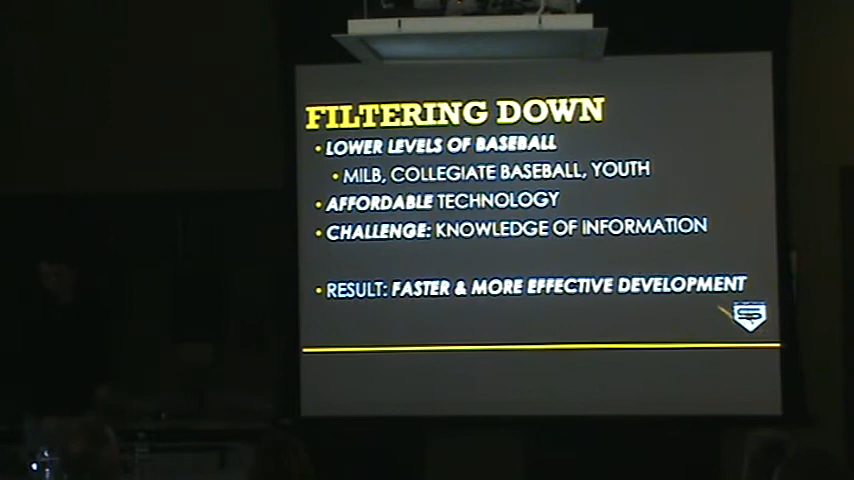 FILTERING DOWN
• LOWER LEVELS OF BASEBALL
• MILB, COLLEGIATE BASEBALL, YOUTH
• AFFORDABLE TECHNOLOGY
• CHALLENGE: KNOWLEDGE OF INFORMATION
• RESULT: FASTER & MORE EFFECTIVE DEVELOPMENT